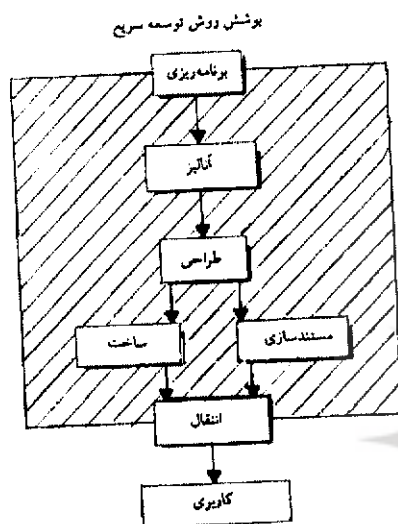 پوشش روش توسعه سریع
برنامه‌ریزی
آنالیز
طراحی
ساخت
مستندسازی
انتقال
کاربری